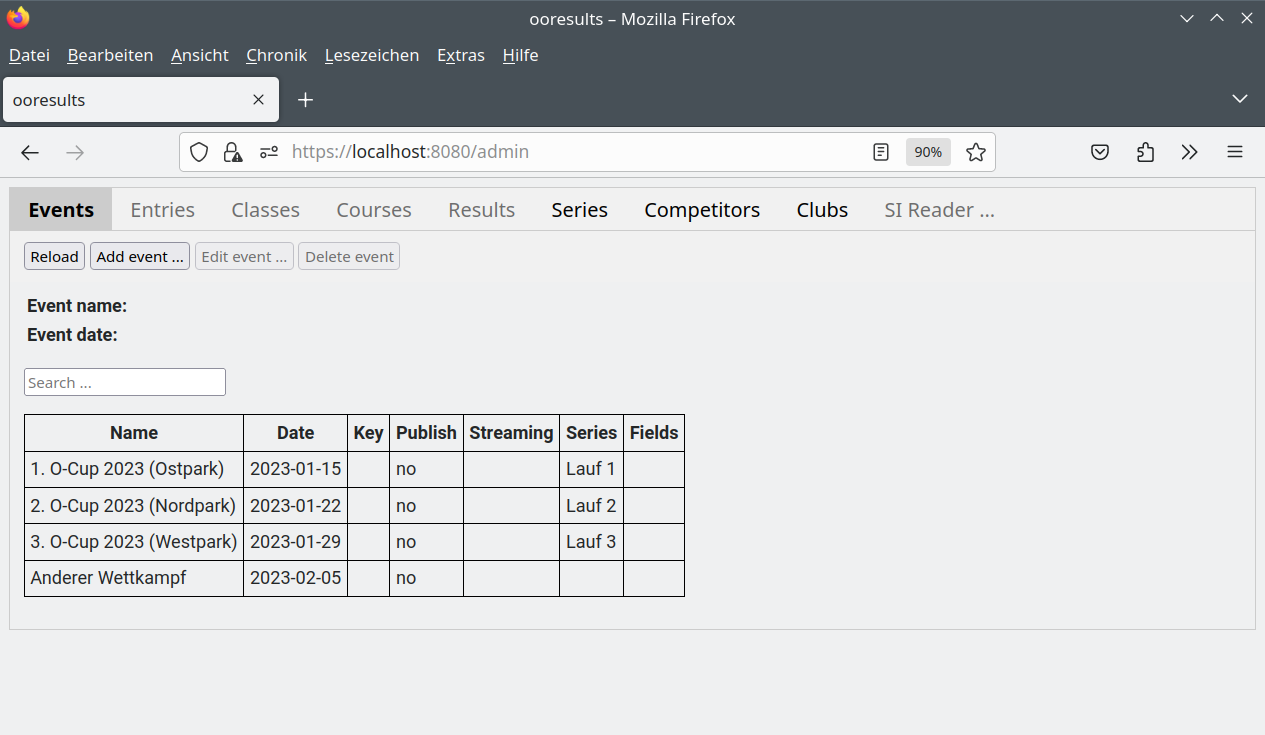 ooresults – Mozilla Firefox
Datei Bearbeiten Ansicht Chronik Lesezeichen Extras Hilfe
ooresults
https://localhost:8080/admin 90%
Events Entries Classes Courses Results Series Competitors Clubs SI Reader ...
Reload Add event ... Edit event ... Delete event
Event name:
Event date:
Search ...
Name Date Key Publish Streaming Series Fields
1. O-Cup 2023 (Ostpark) 2023-01-15 no Lauf 1
2. O-Cup 2023 (Nordpark) 2023-01-22 no Lauf 2
3. O-Cup 2023 (Westpark) 2023-01-29 no Lauf 3
Anderer Wettkampf 2023-02-05 no